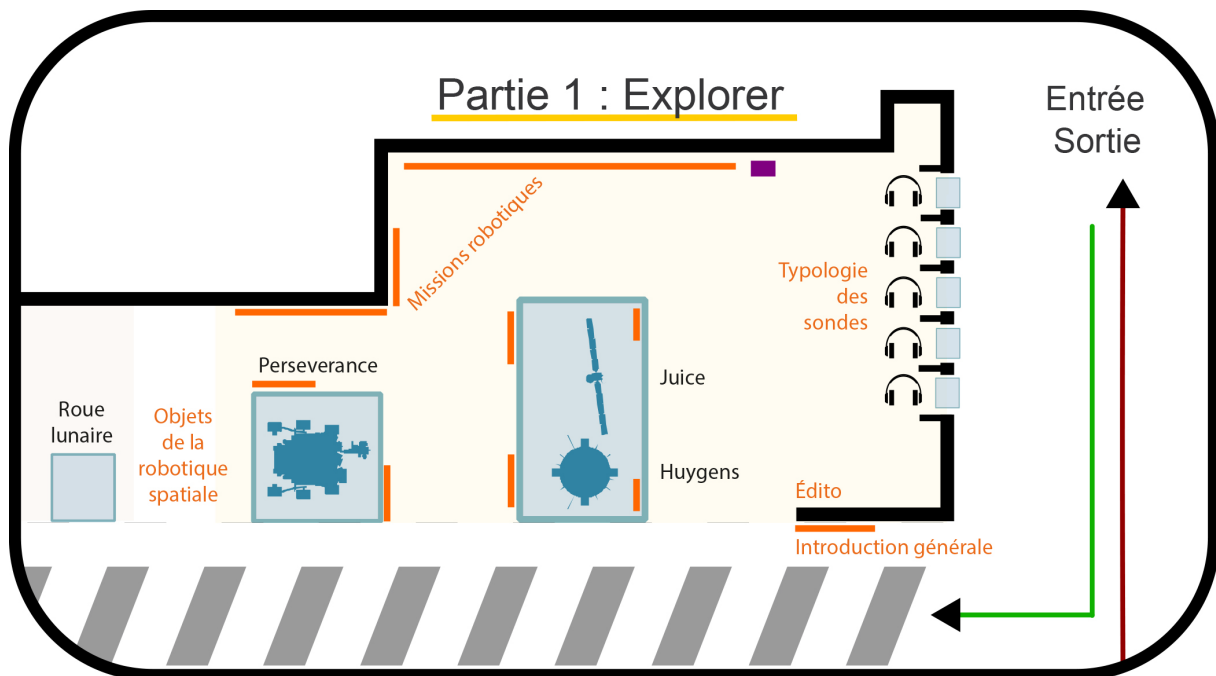 Partie 1 : Explorer
Entrée
Sortie
Missions robotiques
Typologie
des
sondes
Perseverance
Juice
Roue
lunaire
Objets
de la
robotique
spatiale
Huygens
Édito
Introduction générale